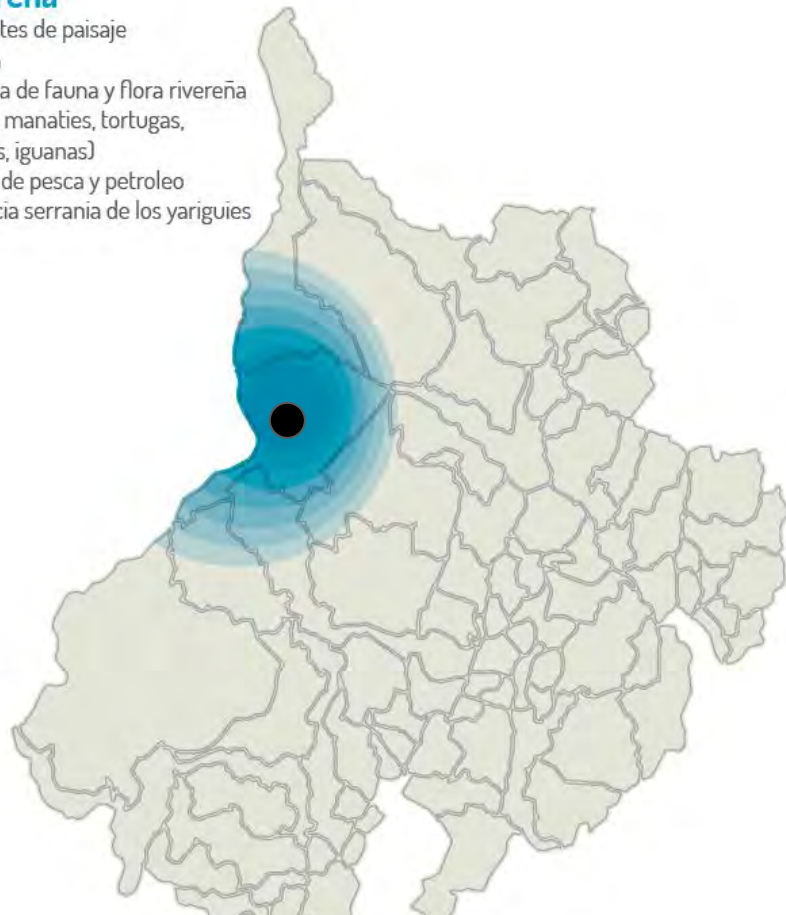 tes de paisaje
a de fauna y flora rivereña
manaties, tortugas,
s, iguanas)
de pesca y petroleo
cia serrania de los yariguies